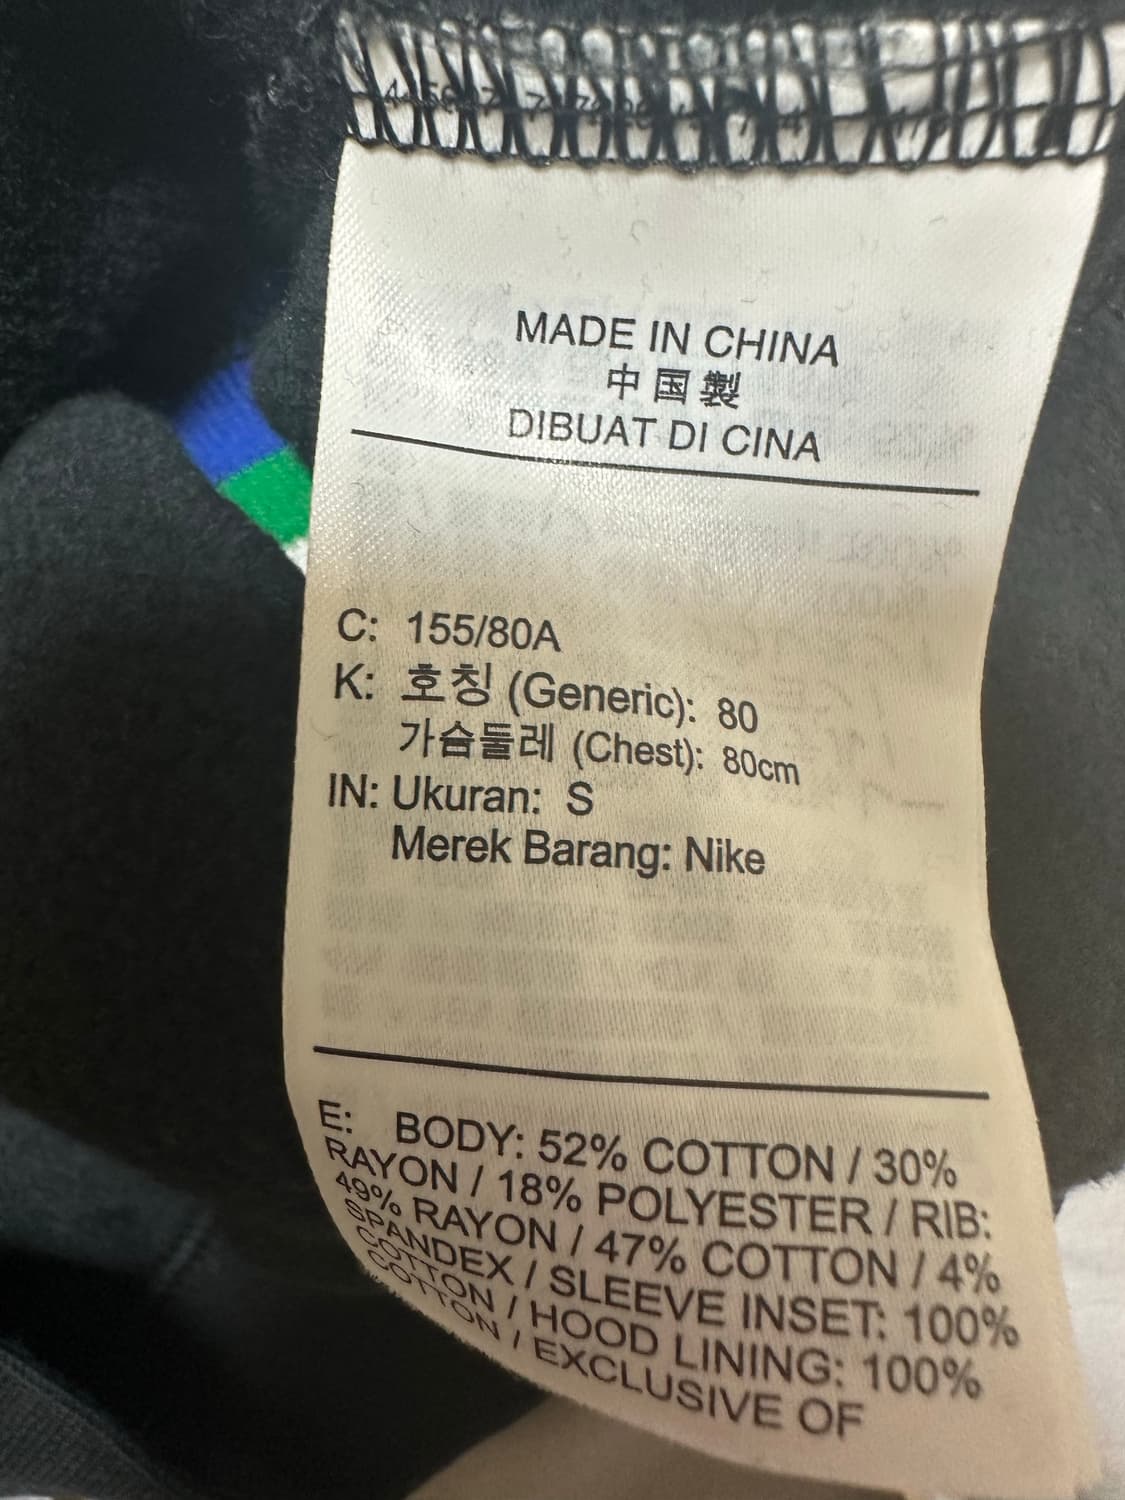 MADE IN CHINA
中国製
DIBUAT DI CINA
C: 155/80A
K: 호칭 (Generic): 80
가슴둘레 (Chest): 80cm
IN: Ukuran: S
Merek Barang: Nike
E: BODY: 52% COTTON / 30%
RAYON / 18% POLYESTER / RIB:
49% RAYON / 47% COTTON / 4%
SPANDEX / SLEEVE INSET: 100%
COTTON / HOOD LINING: 100%
COTTON / EXCLUSIVE OF